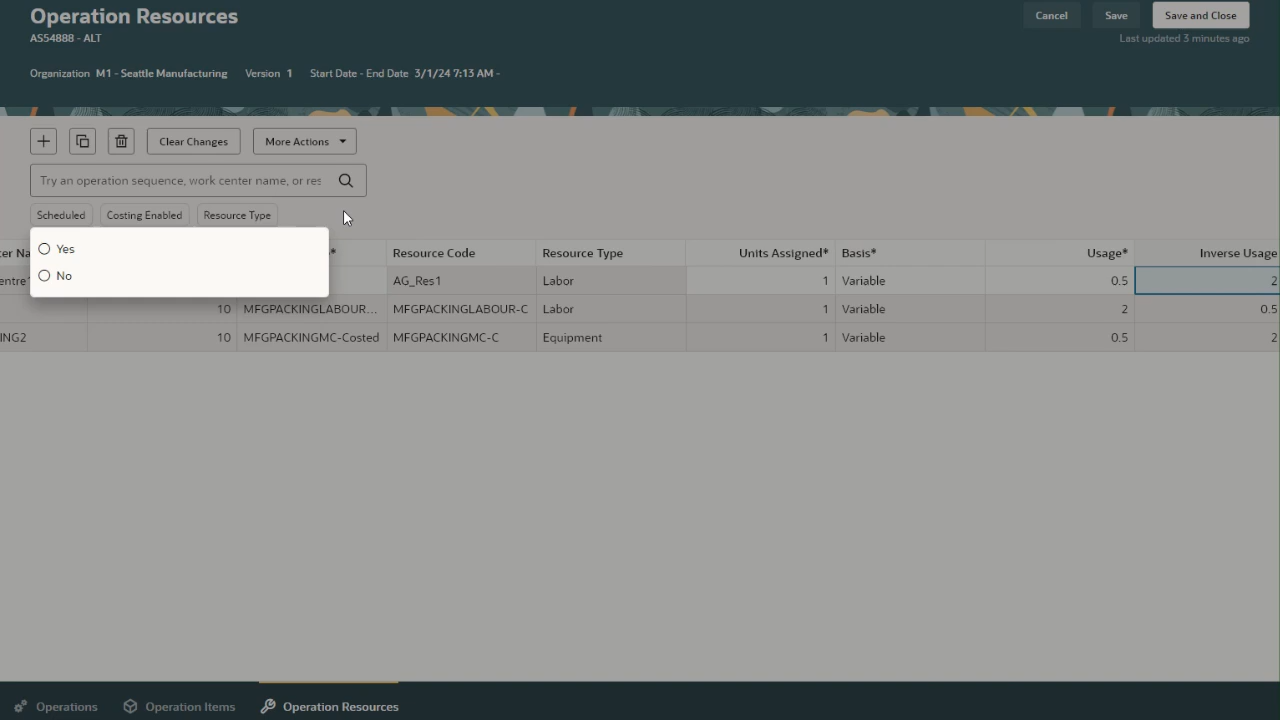 Operation Resources
Cancel Save Save and Close
AS54888 - ALT
Last updated 3 minutes ago
Organization M1 - Seattle Manufacturing Version 1 Start Date - End Date 3/1/24 7:13 AM -
Clear Changes More Actions
Try an operation sequence, work center name, or res
Scheduled Costing Enabled Resource Type
Yes
No
ter Na * Resource Code Resource Type Units Assigned* Basis* Usage* Inverse Usage
entre AG_Res1 Labor 1 Variable 0.5 2
10 MFGPACKINGLABOUR... MFGPACKINGLABOUR-C Labor 1 Variable 2 0.5
ING2 10 MFGPACKINGMC-Costed MFGPACKINGMC-C Equipment 1 Variable 0.5 2
Operations Operation Items Operation Resources